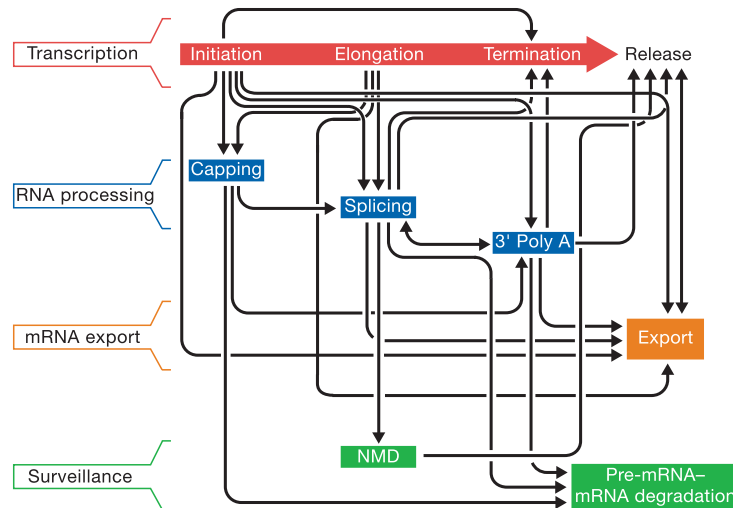 Transcription
Initiation
Elongation
Termination
Release
RNA processing
Capping
Splicing
3' Poly A
mRNA export
Export
Surveillance
NMD
Pre-mRNA–
mRNA degradation